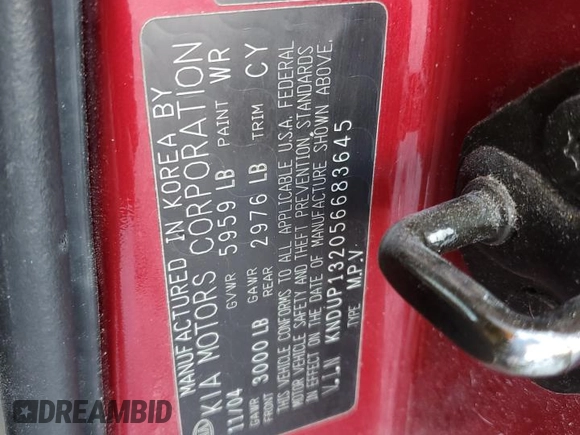 MANUFACTURED IN KOREA BY
KIA MOTORS CORPORATION
11/04 GVWR 5959 LB PAINT WR
GAWR FRONT 3000 LB GAWR REAR 2976 LB TRIM CY
THIS VEHICLE CONFORMS TO ALL APPLICABLE U.S.A. FEDERAL
MOTOR VEHICLE SAFETY AND THEFT PREVENTION STANDARDS
IN EFFECT ON THE DATE OF MANUFACTURE SHOWN ABOVE.
V.I.N KNDUP132056683645
TYPE M.P.V
DREAMBID